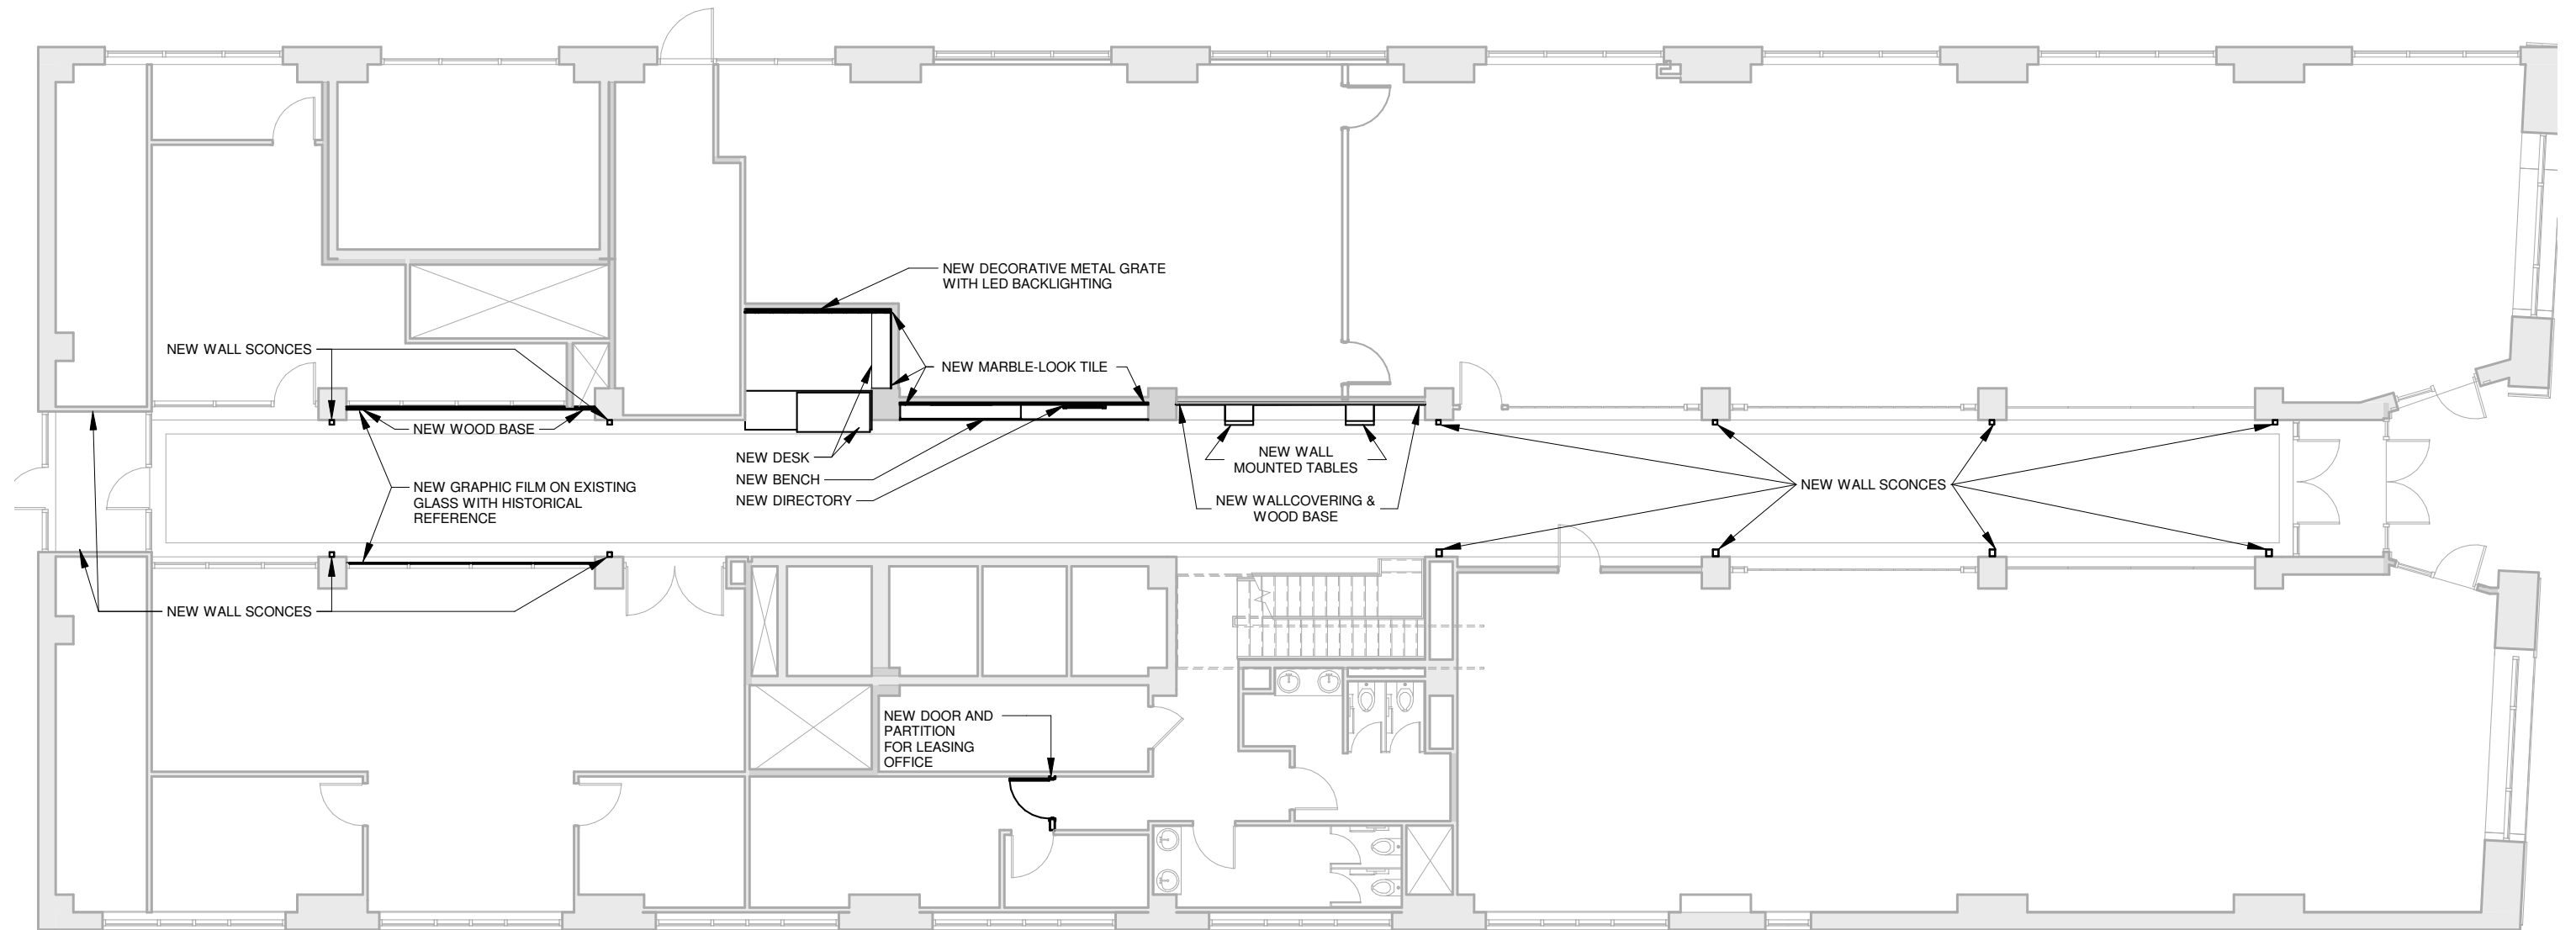 NEW DECORATIVE METAL GRATE
WITH LED BACKLIGHTING
NEW WALL SCONCES
NEW MARBLE-LOOK TILE
NEW WOOD BASE
NEW DESK
NEW BENCH
NEW DIRECTORY
NEW WALL
MOUNTED TABLES
NEW WALLCOVERING &
WOOD BASE
NEW WALL SCONCES
NEW GRAPHIC FILM ON EXISTING
GLASS WITH HISTORICAL
REFERENCE
NEW WALL SCONCES
NEW DOOR AND
PARTITION
FOR LEASING
OFFICE